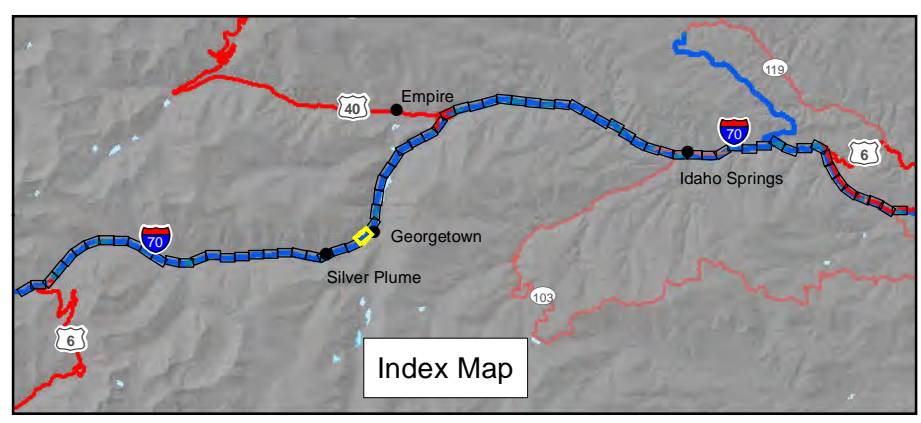 119
Empire
40
70
6
Idaho Springs
Georgetown
70
Silver Plume
103
6
Index Map